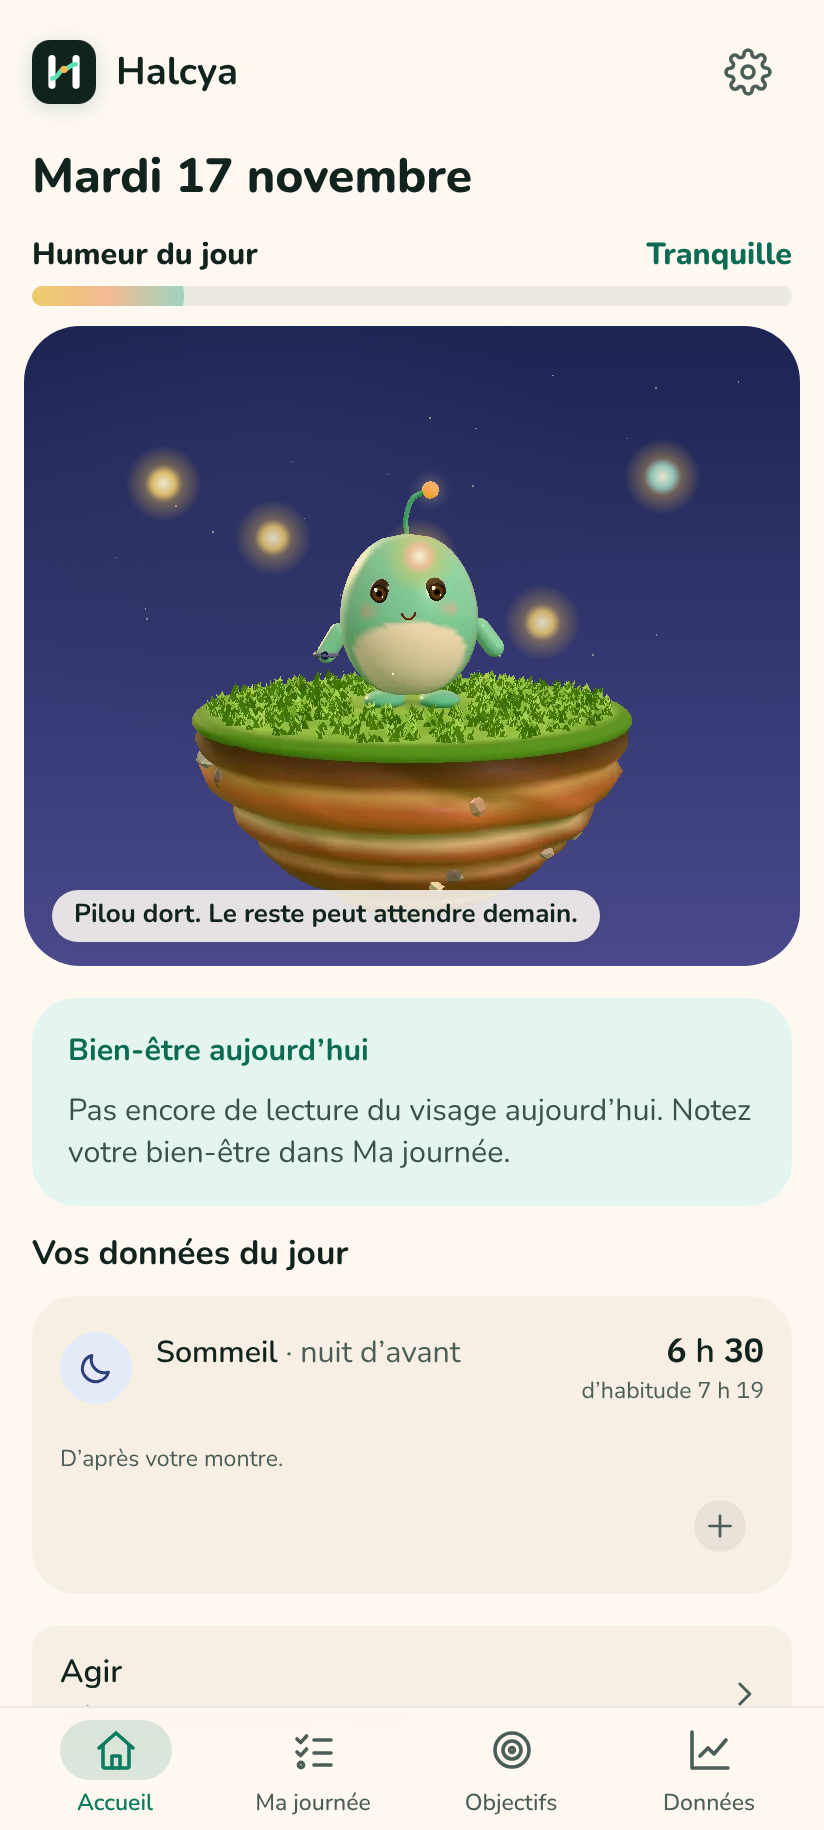 Halcya
Mardi 17 novembre
Humeur du jour
Tranquille
Pilou dort. Le reste peut attendre demain.
Bien-être aujourd’hui
Pas encore de lecture du visage aujourd’hui. Notez
votre bien-être dans Ma journée.
Vos données du jour
Sommeil · nuit d’avant
6 h 30
d’habitude 7 h 19
D’après votre montre.
Agir
Accueil
Ma journée
Objectifs
Données